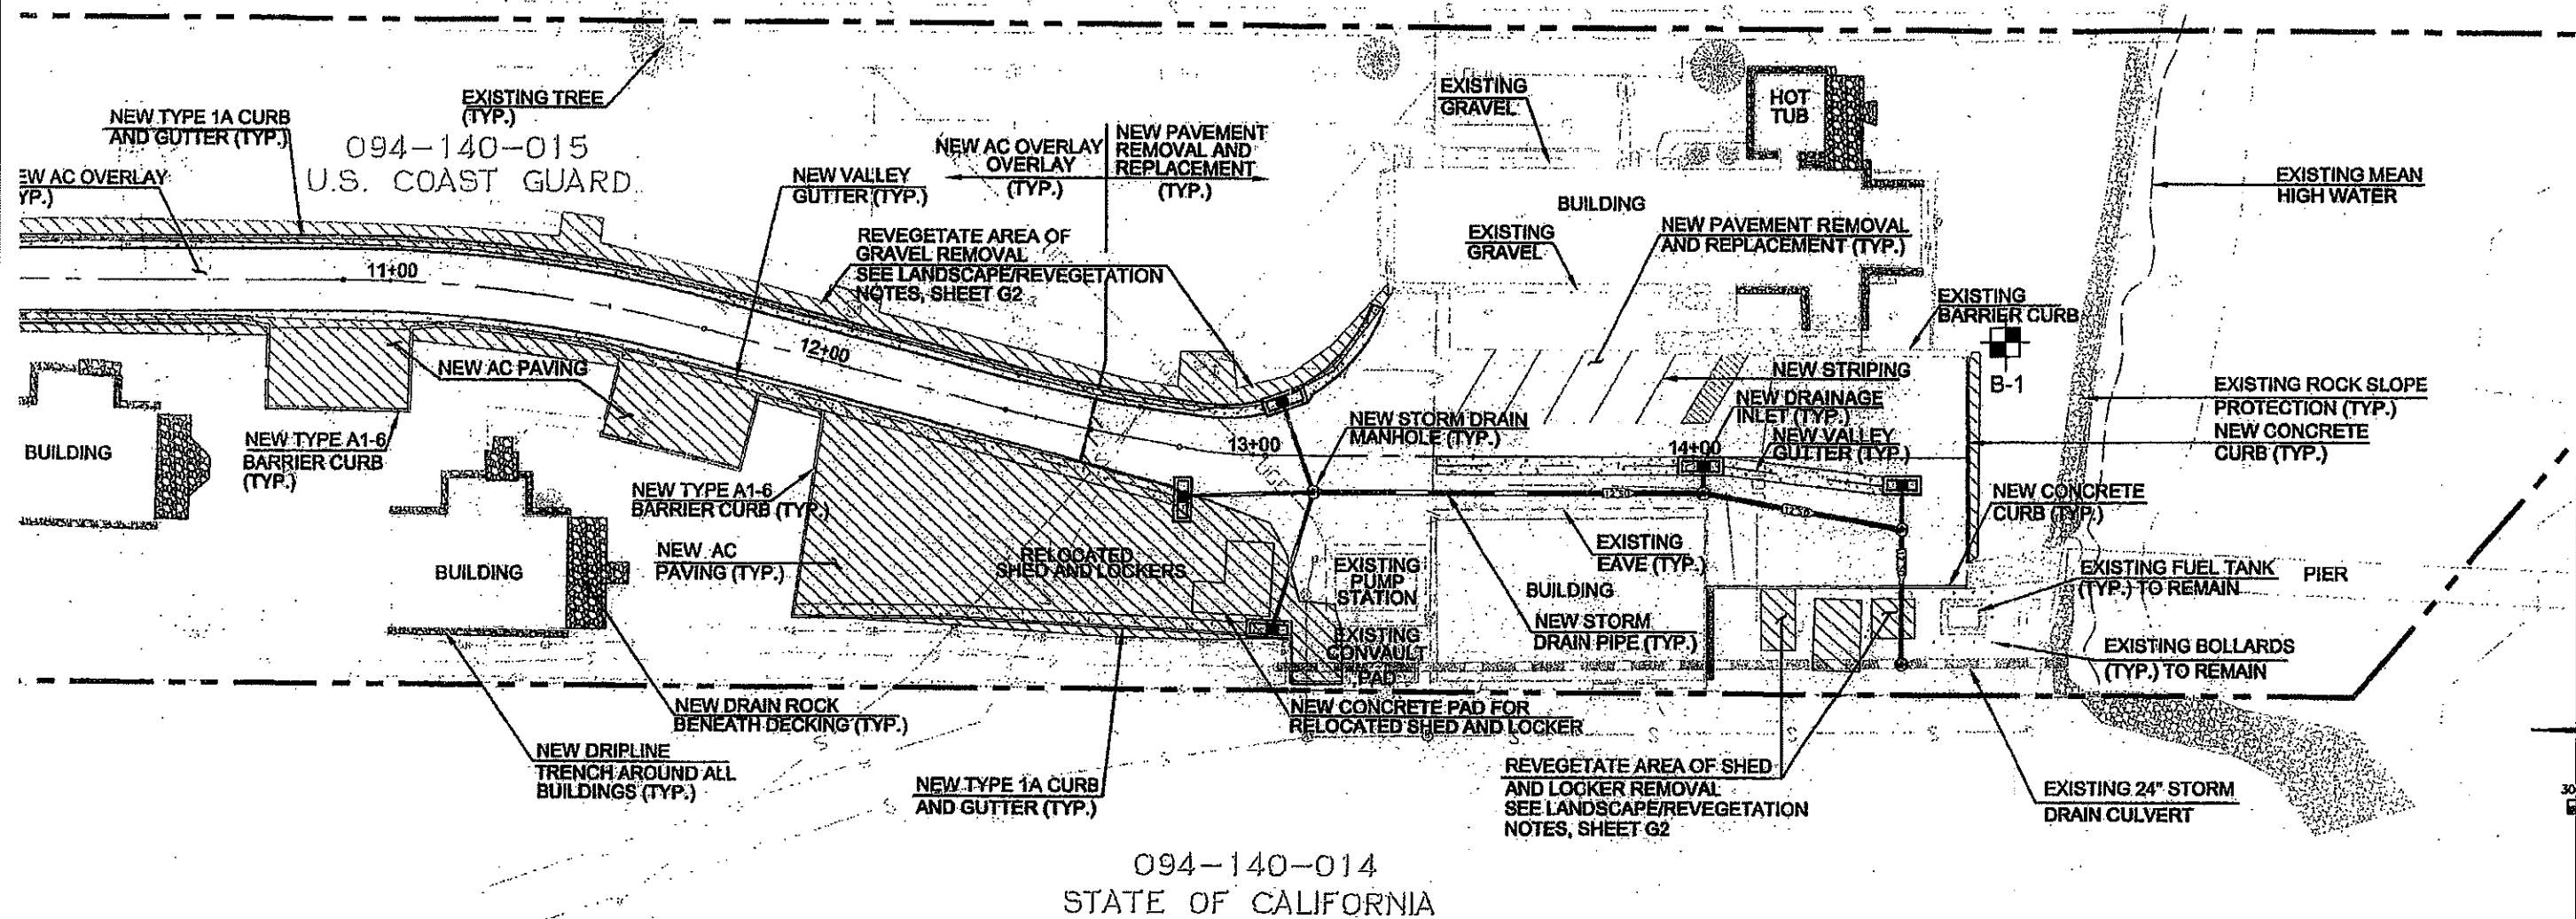 EXISTING TREE
(TYP.)
NEW TYPE 1A CURB
AND GUTTER (TYP.)
094-140-015
U.S. COAST GUARD
EW AC OVERLAY
YP.)
NEW VALLEY
GUTTER (TYP.)
NEW AC OVERLAY
OVERLAY
(TYP.)
NEW PAVEMENT
REMOVAL AND
REPLACEMENT
(TYP.)
EXISTING
GRAVEL
HOT
TUB
EXISTING MEAN
HIGH WATER
BUILDING
REVEGETATE AREA OF
GRAVEL REMOVAL
SEE LANDSCAPE/REVEGETATION
NOTES, SHEET G2
EXISTING
GRAVEL
NEW PAVEMENT REMOVAL
AND REPLACEMENT (TYP.)
11+00
EXISTING
BARRIER CURB
12+00
B-1
NEW AC PAVING
NEW STRIPING
NEW DRAINAGE
INLET (TYP.)
EXISTING ROCK SLOPE
PROTECTION (TYP.)
NEW CONCRETE
CURB (TYP.)
BUILDING
NEW TYPE A1-6
BARRIER CURB
(TYP.)
NEW STORM DRAIN
MANHOLE (TYP.)
13+00
14+00
NEW VALLEY
GUTTER (TYP.)
NEW TYPE A1-6
BARRIER CURB (TYP.)
NEW CONCRETE
CURB (TYP.)
NEW AC
PAVING (TYP.)
RELOCATED
SHED AND LOCKERS
BUILDING
EXISTING
PUMP
STATION
EXISTING
EAVE (TYP.)
BUILDING
EXISTING FUEL TANK
(TYP.) TO REMAIN
PIER
NEW STORM
DRAIN PIPE (TYP.)
EXISTING
CONVAULT
PAD
EXISTING BOLLARDS
(TYP.) TO REMAIN
NEW DRAIN ROCK
BENEATH DECKING (TYP.)
NEW CONCRETE PAD FOR
RELOCATED SHED AND LOCKER
NEW DRIPLINE
TRENCH AROUND ALL
BUILDINGS (TYP.)
NEW TYPE 1A CURB
AND GUTTER (TYP.)
REVEGETATE AREA OF SHED
AND LOCKER REMOVAL
SEE LANDSCAPE/REVEGETATION
NOTES, SHEET G2
EXISTING 24" STORM
DRAIN CULVERT
30
094-140-014
STATE OF CALIFORNIA